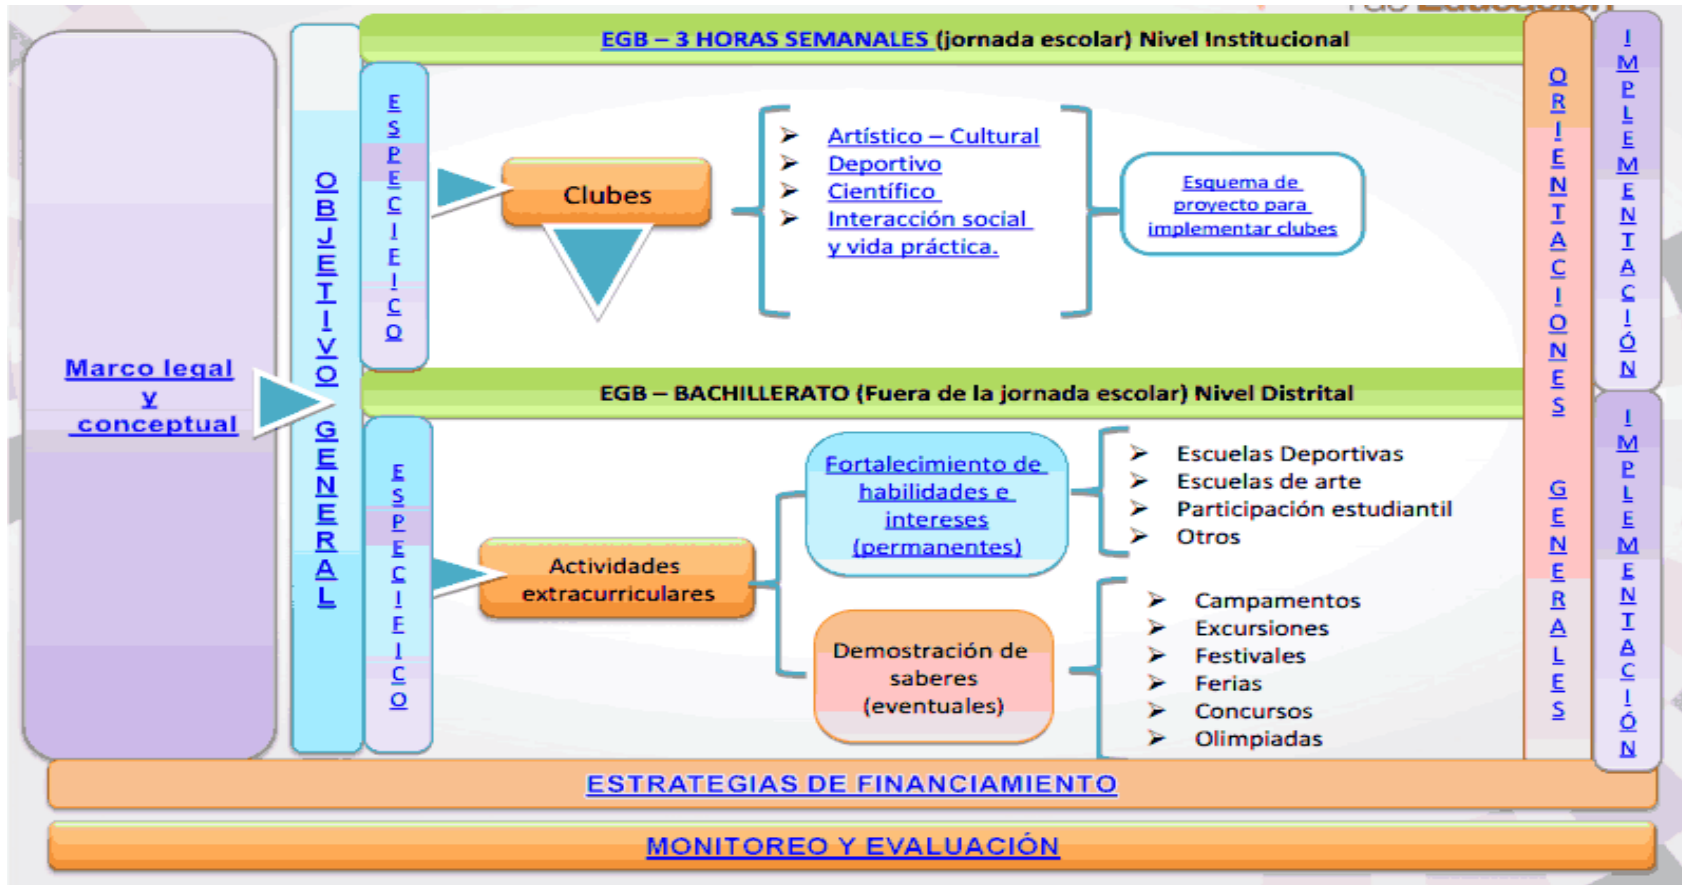 Educación
EGB – 3 HORAS SEMANALES (jornada escolar) Nivel Institucional
Marco legal
y
conceptual
OBJETIVO GENERAL
ESPECIFICO
Clubes
Artístico – Cultural
Deportivo
Científico
Interacción social
y vida práctica.
Esquema de
proyecto para
implementar clubes
ORIENTACIONES GENERALES
IMPLEMENTACIÓN
EGB – BACHILLERATO (Fuera de la jornada escolar) Nivel Distrital
ESPECIFICO
Actividades
extracurriculares
Fortalecimiento de
habilidades e
intereses
(permanentes)
Escuelas Deportivas
Escuelas de arte
Participación estudiantil
Otros
Demostración de
saberes
(eventuales)
Campamentos
Excursiones
Festivales
Ferias
Concursos
Olimpiadas
IMPLEMENTACIÓN
ESTRATEGIAS DE FINANCIAMIENTO
MONITOREO Y EVALUACIÓN